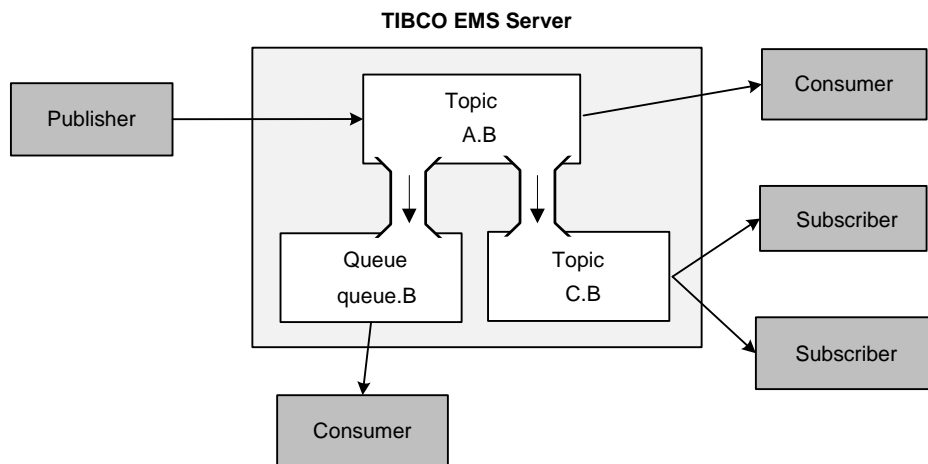 TIBCO EMS Server
Publisher
Topic
A.B
Consumer
Subscriber
Queue
queue.B
Topic
C.B
Subscriber
Consumer